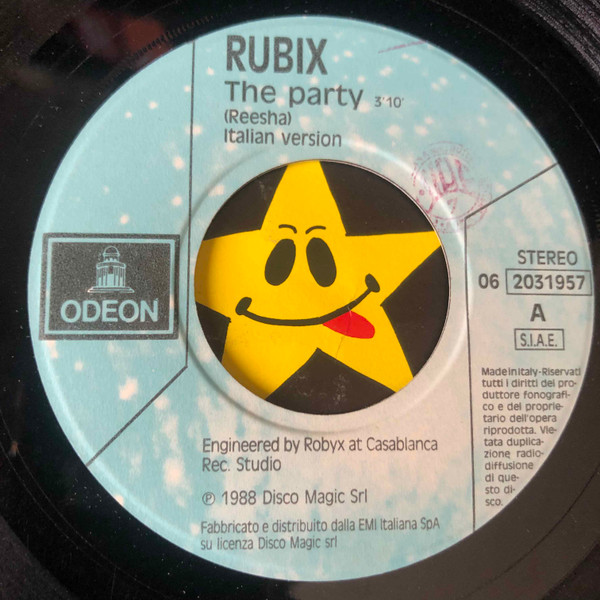 RUBIX
The party 3'10'
(Reesha)
Italian version
ODEON
STEREO
06 2031957
A
S.I.A.E.
Made in Italy-Riservati
tutti i diritti del pro-
duttore fonografi-
co e del proprie-
tario dell'opera
riprodotta. Vie-
tata duplica-
zione, radio-
diffusione
di que-
sto di-
sco.
Engineered by Robyx at Casablanca
Rec. Studio
℗ 1988 Disco Magic Srl
Fabbricato e distribuito dalla EMI Italiana SpA
su licenza Disco Magic srl